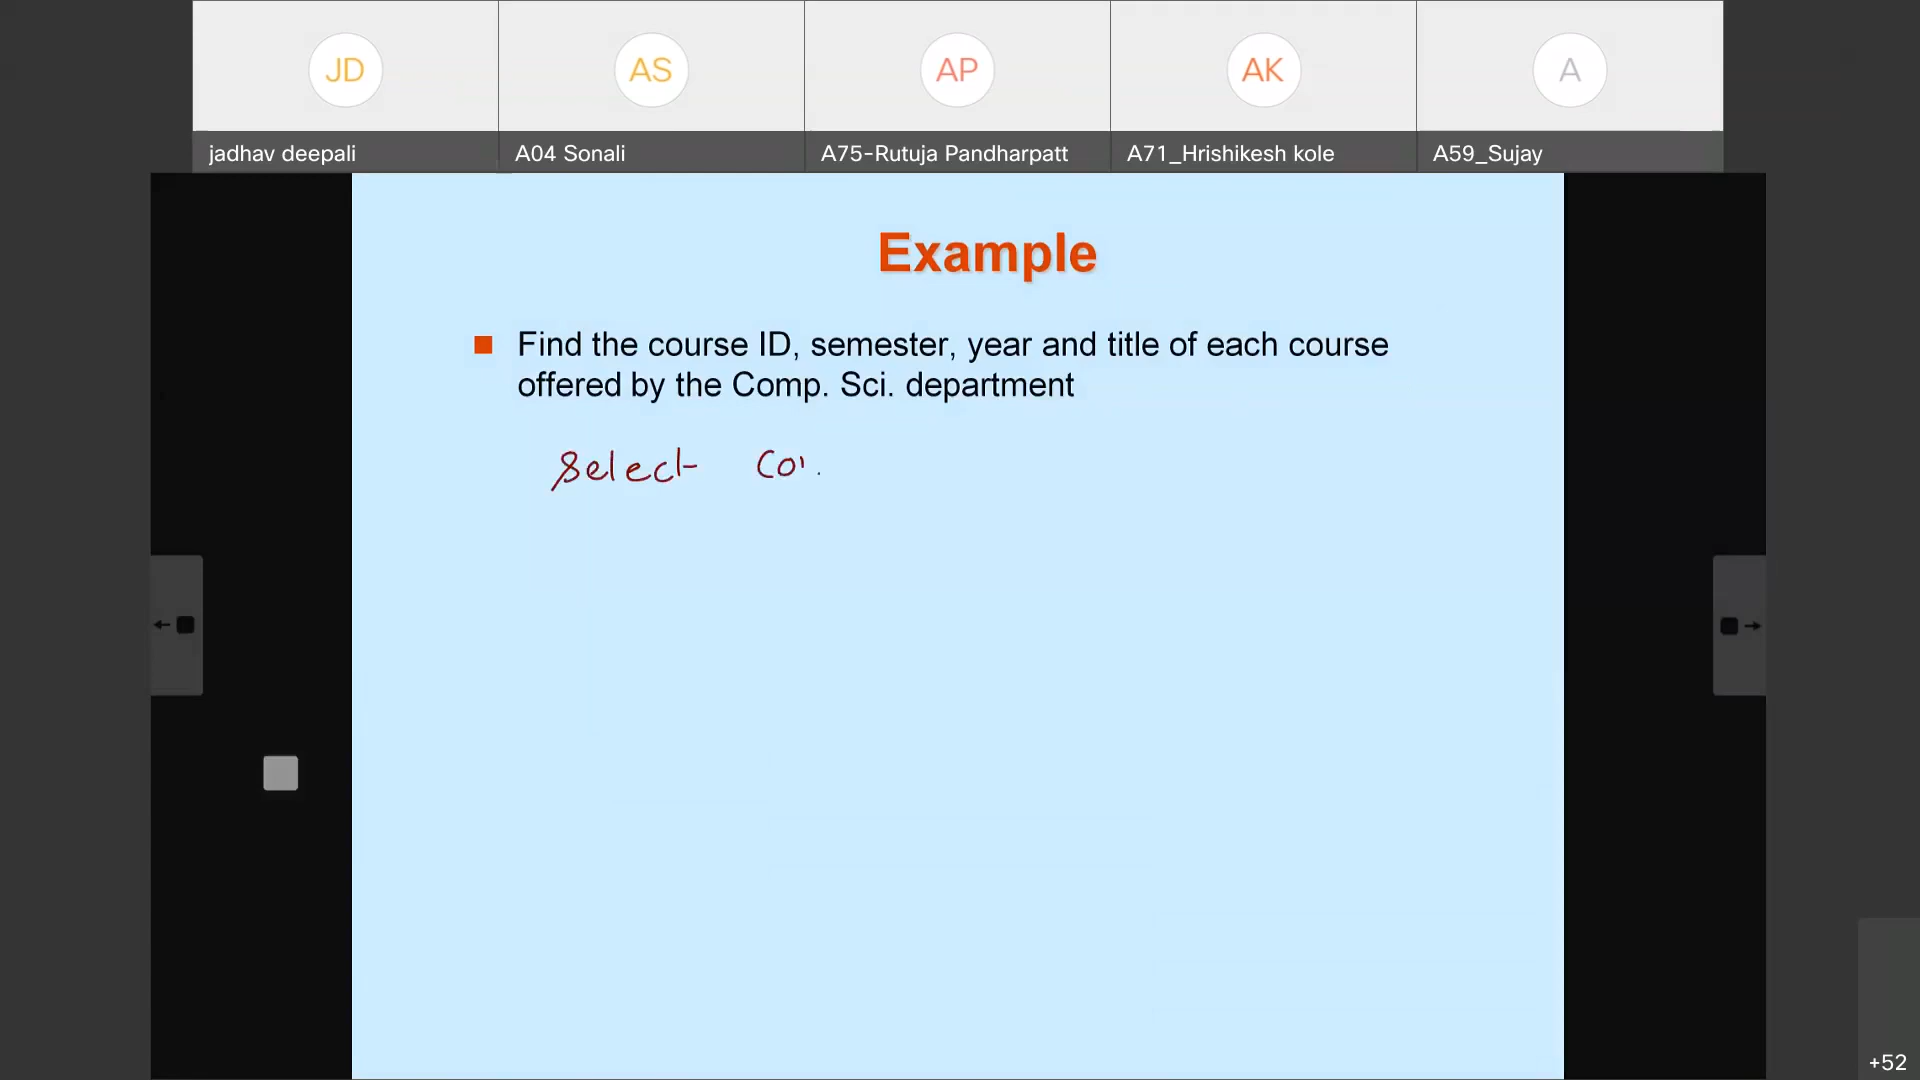 JD
AS
AP
AK
A
jadhav deepali
A04 Sonali
A75-Rutuja Pandharpatt
A71_Hrishikesh kole
A59_Sujay
Example
Find the course ID, semester, year and title of each course
offered by the Comp. Sci. department
Select
+52